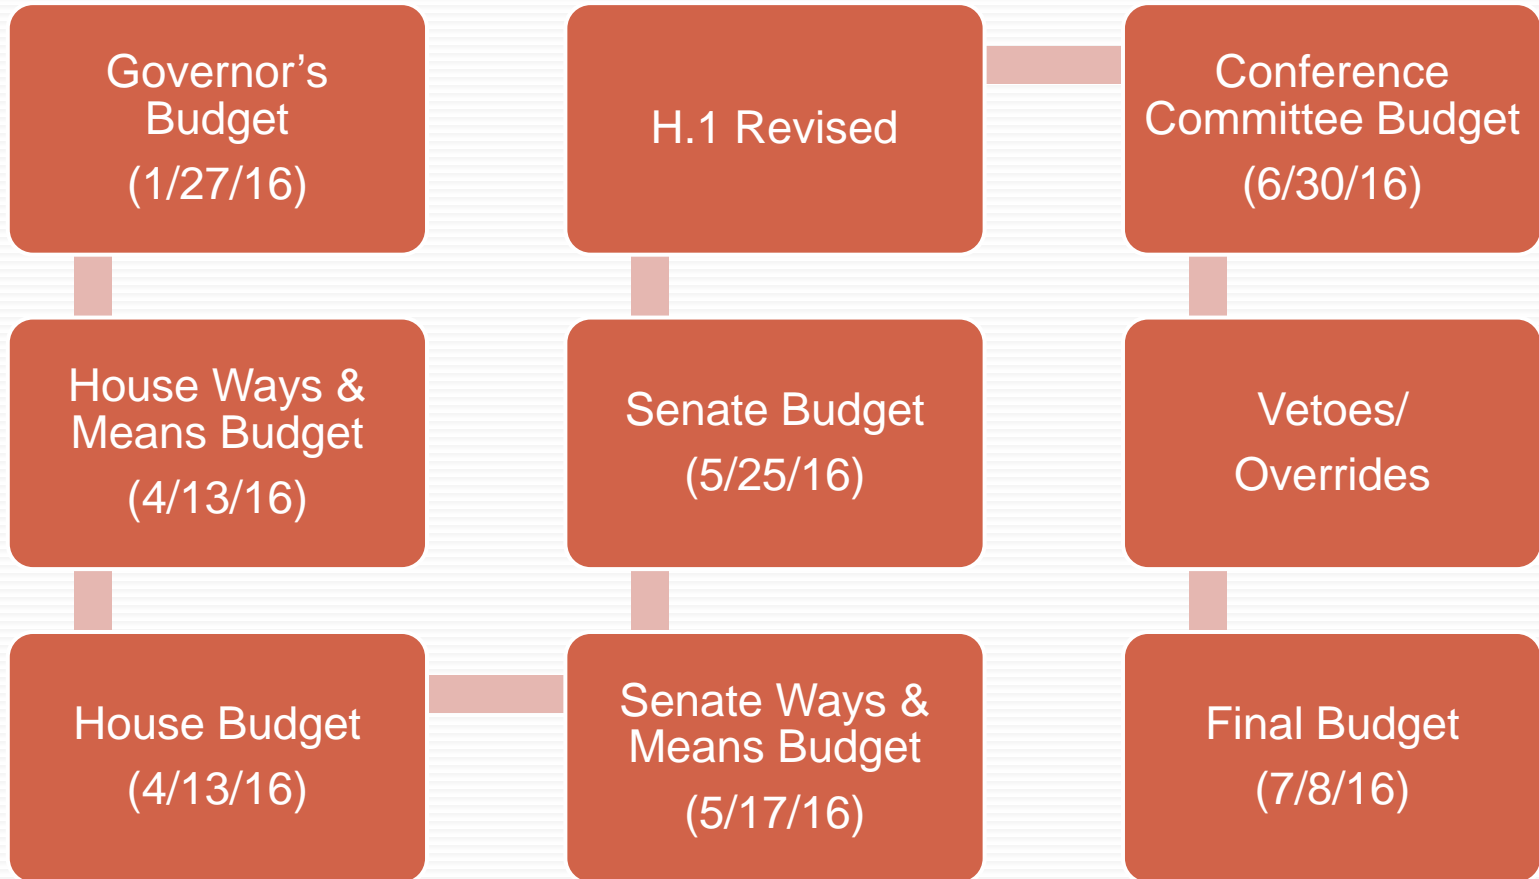 Governor’s
Budget
(1/27/16)
House Ways &
Means Budget
(4/13/16)
House Budget
(4/13/16)
Senate Ways &
Means Budget
(5/17/16)
Senate Budget
(5/25/16)
H.1 Revised
Conference
Committee Budget
(6/30/16)
Vetoes/
Overrides
Final Budget
(7/8/16)